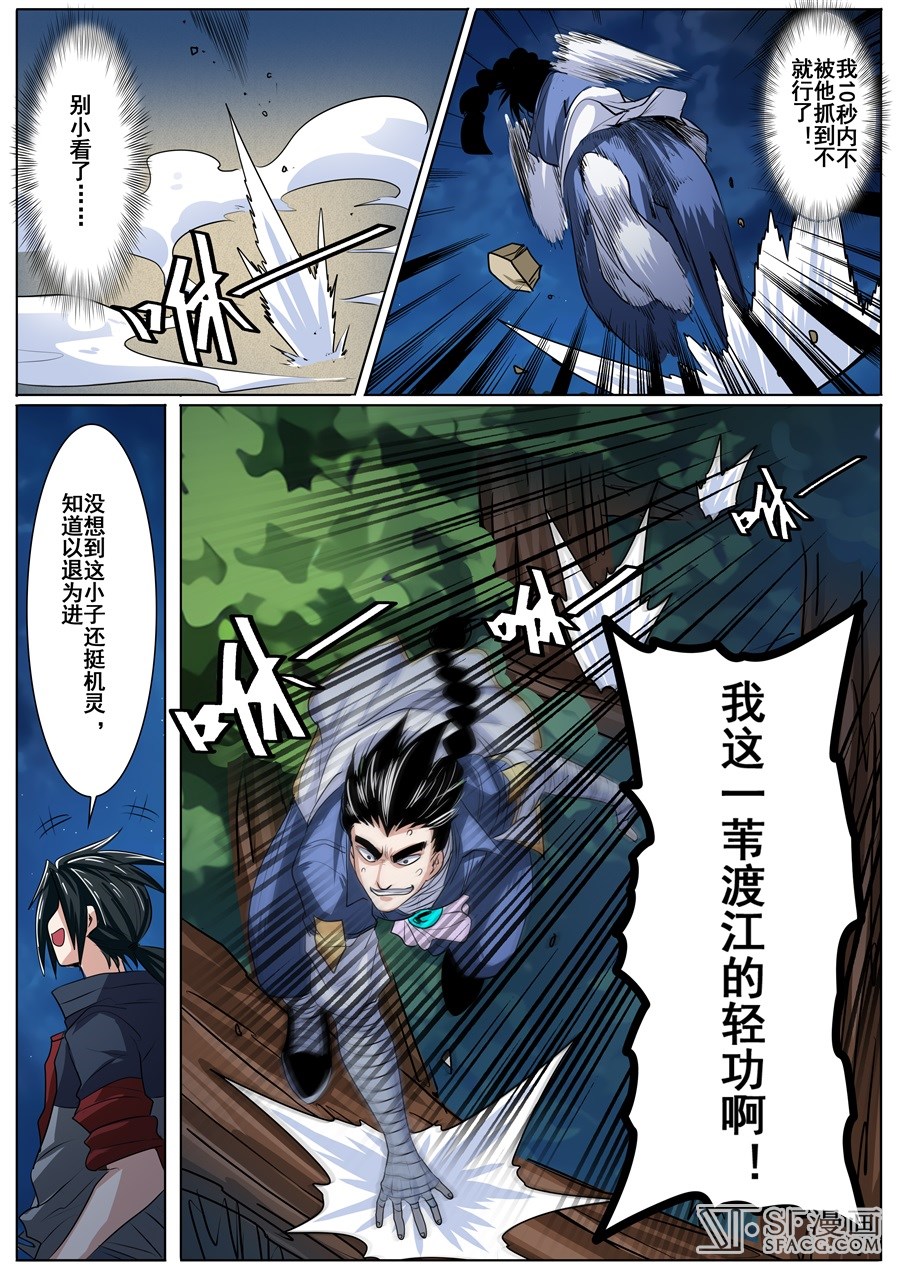 我10秒内不
被他抓到不
就行了！
别小看了……
咻
我这一苇渡江的轻功啊！
咻
咻
咻
没想到这小子还挺机灵，
知道以退为进
SF漫画
SFACG.COM